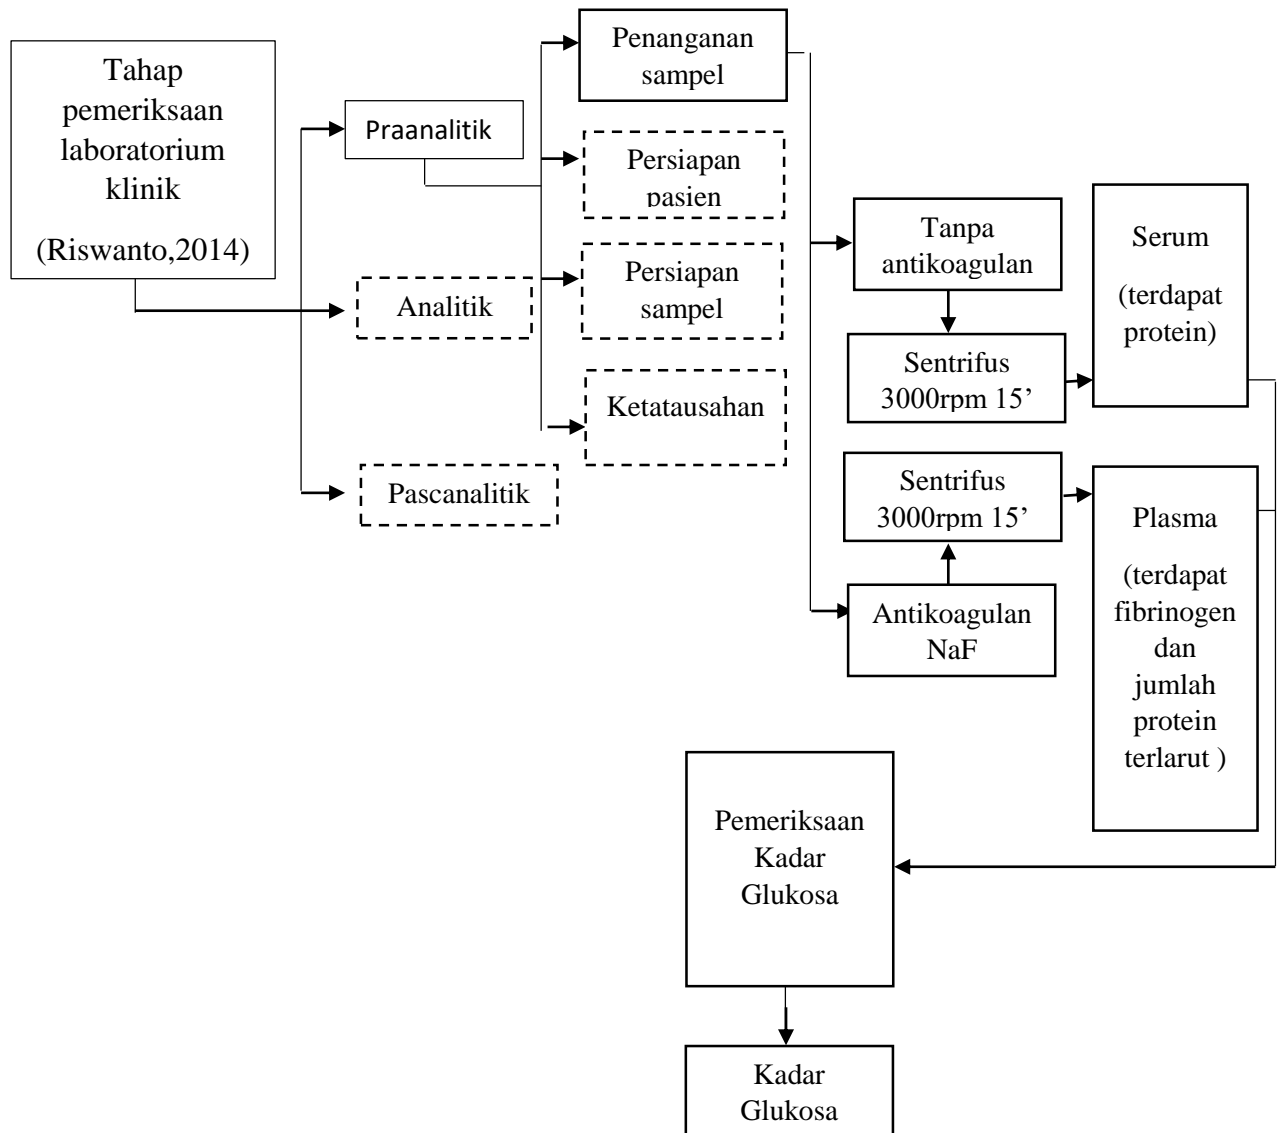 Tahap
pemeriksaan
laboratorium
klinik
(Riswanto,2014)
Praanalitik
Analitik
Pascanalitik
Penanganan
sampel
Persiapan
pasien
Persiapan
sampel
Ketatausahan
Tanpa
antikoagulan
Sentrifus
3000rpm 15’
Serum
(terdapat
protein)
Sentrifus
3000rpm 15’
Antikoagulan
NaF
Plasma
(terdapat
fibrinogen
dan
jumlah
protein
terlarut )
Pemeriksaan
Kadar
Glukosa
Kadar
Glukosa